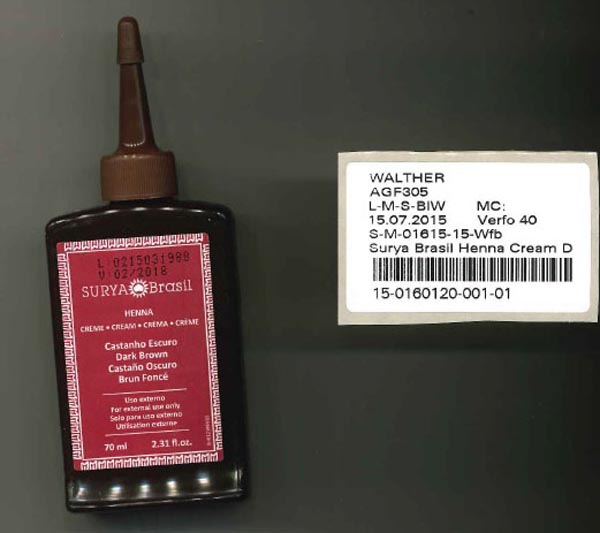 L:0215031988
V:02/2018
SURYA Brasil
HENNA
CREME • CREAM • CREMA • CRÈME
Castanho Escuro
Dark Brown
Castaño Oscuro
Brun Foncé
Uso externo
For external use only
Solo para uso externo
Utilisation externe
70 ml 2.31 fl.oz.
WALTHER
AGF305
L-M-S-BIW MC:
15.07.2015 Verfo 40
S-M-01615-15-Wfb
Surya Brasil Henna Cream D
15-0160120-001-01